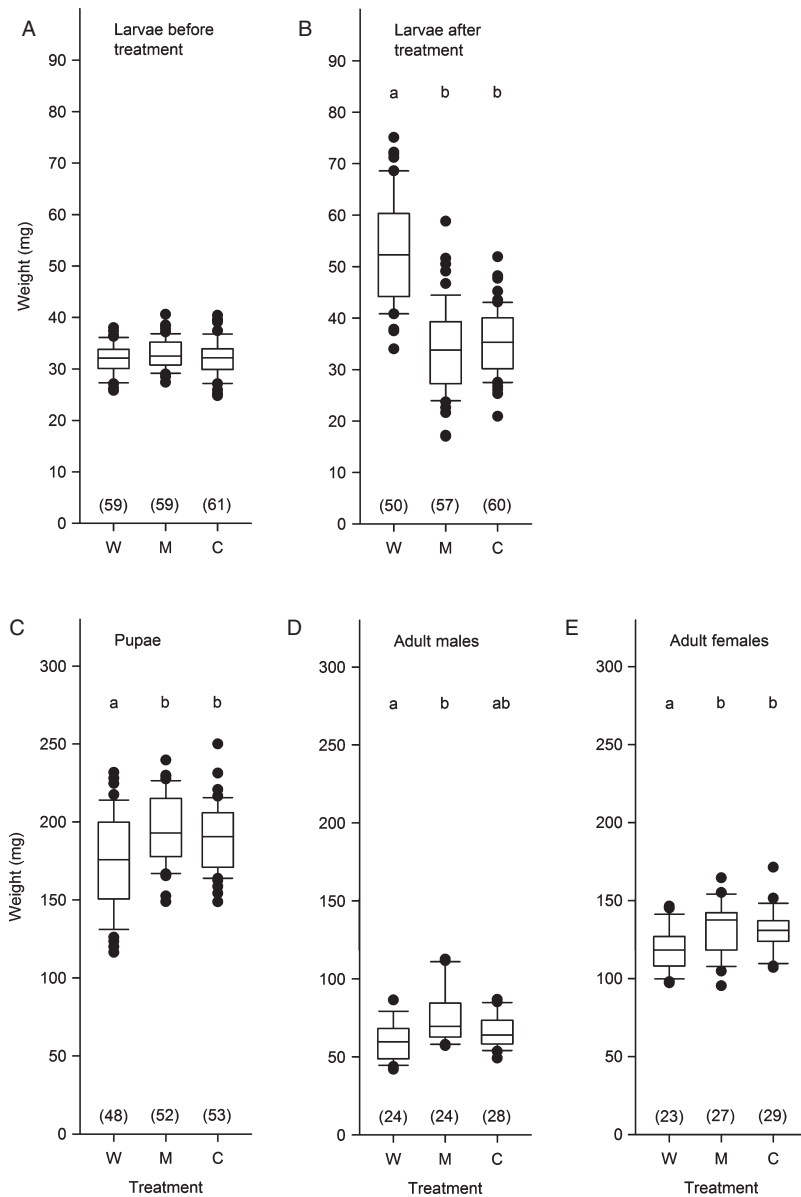 A
Larvae before
treatment
90
80
70
60
50
40
30
20
10
0
Weight (mg)
(59) (59) (61)
W M C
B
Larvae after
treatment
a b b
90
80
70
60
50
40
30
20
10
0
(50) (57) (60)
W M C
C
Pupae
a b b
300
250
200
150
100
50
0
Weight (mg)
(48) (52) (53)
W M C
Treatment
D
Adult males
a b ab
300
250
200
150
100
50
0
(24) (24) (28)
W M C
Treatment
E
Adult females
a b b
300
250
200
150
100
50
0
(23) (27) (29)
W M C
Treatment